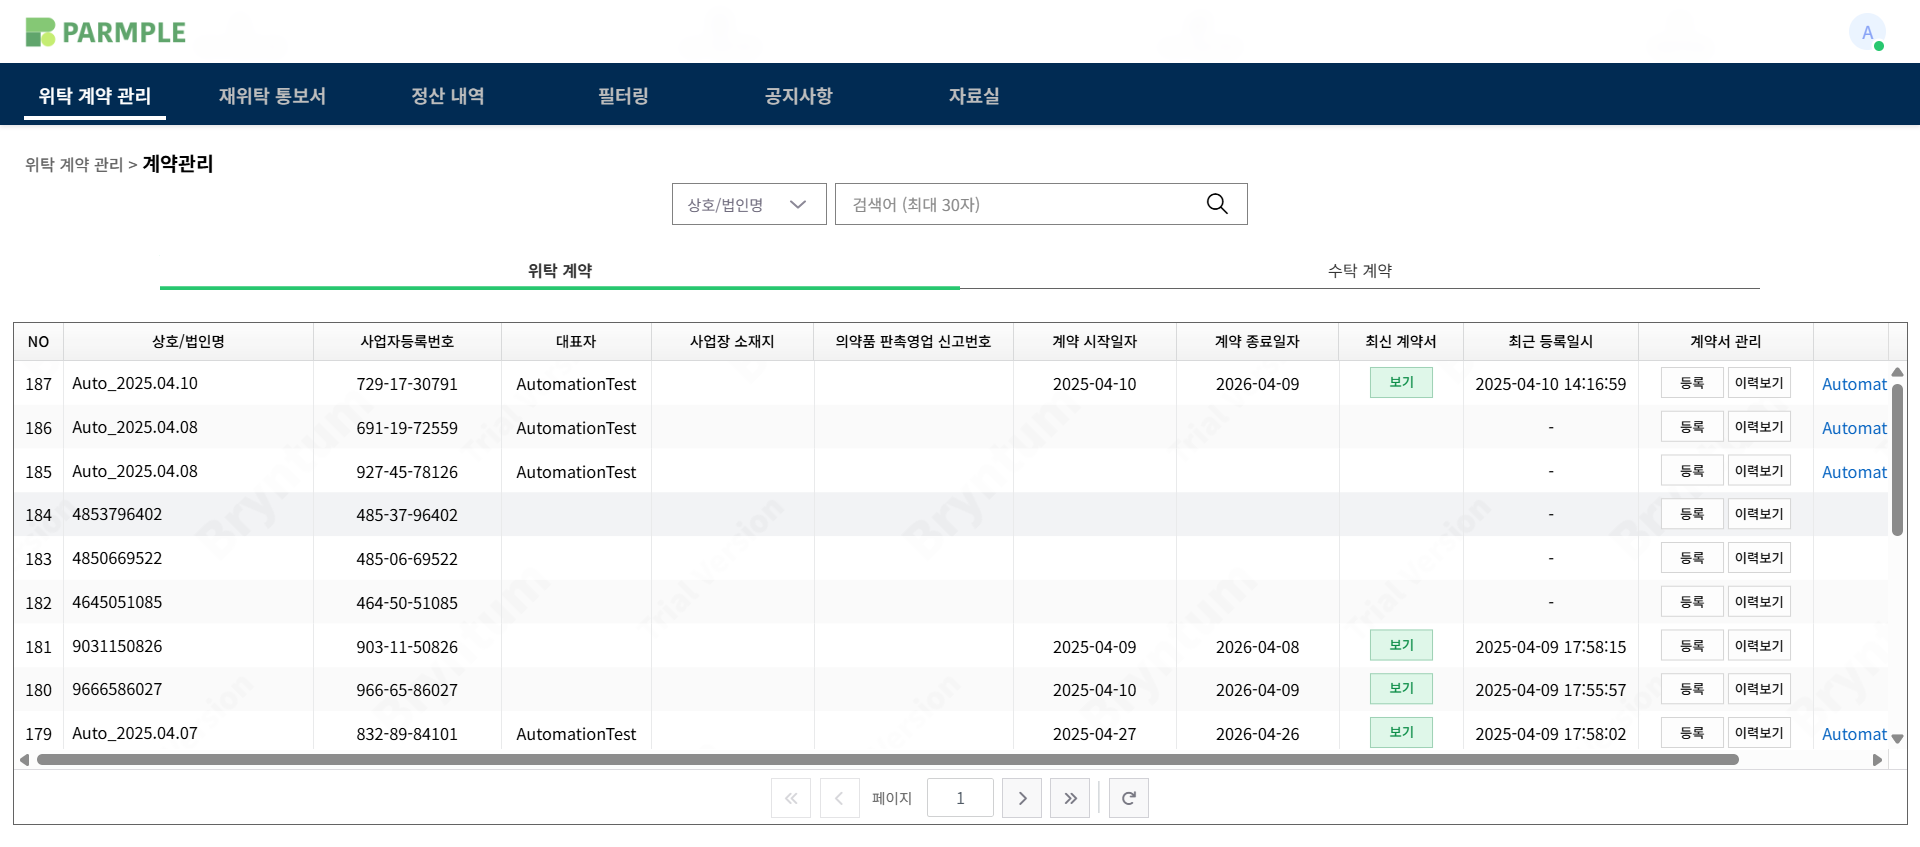 PARMPLE
A
위탁 계약 관리 재위탁 통보서 정산 내역 필터링 공지사항 자료실
위탁 계약 관리 > 계약관리
상호/법인명 검색어 (최대 30자)
위탁 계약 수탁 계약
NO 상호/법인명 사업자등록번호 대표자 사업장 소재지 의약품 판촉영업 신고번호 계약 시작일자 계약 종료일자 최신 계약서 최근 등록일시 계약서 관리
187 Auto_2025.04.10 729-17-30791 AutomationTest 2025-04-10 2026-04-09 보기 2025-04-10 14:16:59 등록 이력보기 Automat
186 Auto_2025.04.08 691-19-72559 AutomationTest - 등록 이력보기 Automat
185 Auto_2025.04.08 927-45-78126 AutomationTest - 등록 이력보기 Automat
184 4853796402 485-37-96402 - 등록 이력보기
183 4850669522 485-06-69522 - 등록 이력보기
182 4645051085 464-50-51085 - 등록 이력보기
181 9031150826 903-11-50826 2025-04-09 2026-04-08 보기 2025-04-09 17:58:15 등록 이력보기
180 9666586027 966-65-86027 2025-04-10 2026-04-09 보기 2025-04-09 17:55:57 등록 이력보기
179 Auto_2025.04.07 832-89-84101 AutomationTest 2025-04-27 2026-04-26 보기 2025-04-09 17:58:02 등록 이력보기 Automat
페이지 1
Bryntum
Trial Version